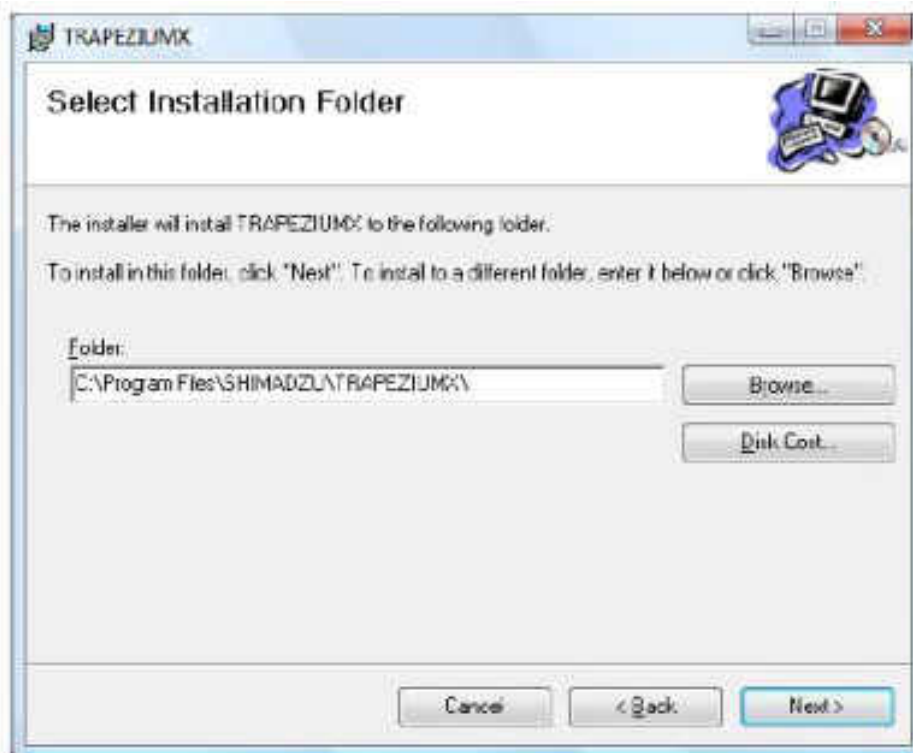 TRAPEZIUMX
Select Installation Folder
The installer will install TRAPEZIUMX to the following folder.
To install in this folder, click "Next". To install to a different folder, enter it below or click "Browse".
Folder:
C:\Program Files\SHIMADZU\TRAPEZIUMX\
Browse...
Disk Cost...
Cancel
< Back
Next >